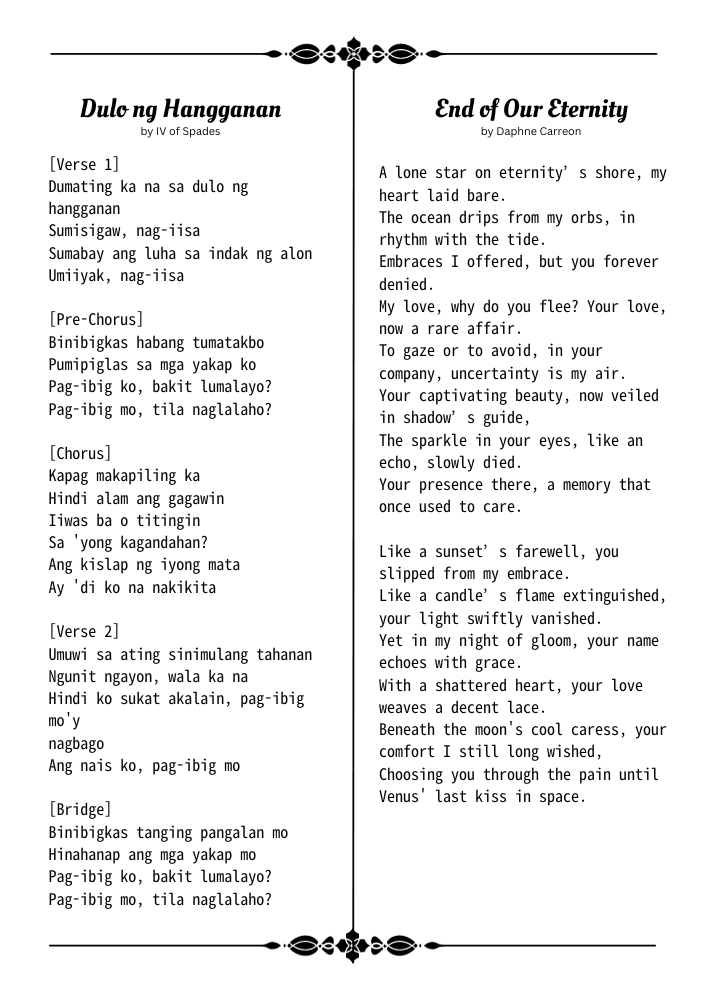 Dulo ng Hangganan
by IV of Spades
[Verse 1]
Dumating ka na sa dulo ng
hangganan
Sumisigaw, nag-iisa
Sumabay ang luha sa indak ng alon
Umiiyak, nag-iisa
[Pre-Chorus]
Binibigkas habang tumatakbo
Pumipiglas sa mga yakap ko
Pag-ibig ko, bakit lumalayo?
Pag-ibig mo, tila naglalaho?
[Chorus]
Kapag makapiling ka
Hindi alam ang gagawin
Iiwas ba o titingin
Sa 'yong kagandahan?
Ang kislap ng iyong mata
Ay 'di ko na nakikita
[Verse 2]
Umuwi sa ating sinimulang tahanan
Ngunit ngayon, wala ka na
Hindi ko sukat akalain, pag-ibig
mo'y
nagbago
Ang nais ko, pag-ibig mo
[Bridge]
Binibigkas tanging pangalan mo
Hinahanap ang mga yakap mo
Pag-ibig ko, bakit lumalayo?
Pag-ibig mo, tila naglalaho?
End of Our Eternity
by Daphne Carreon
A lone star on eternity’s shore, my
heart laid bare.
The ocean drips from my orbs, in
rhythm with the tide.
Embraces I offered, but you forever
denied.
My love, why do you flee? Your love,
now a rare affair.
To gaze or to avoid, in your
company, uncertainty is my air.
Your captivating beauty, now veiled
in shadow’s guide,
The sparkle in your eyes, like an
echo, slowly died.
Your presence there, a memory that
once used to care.
Like a sunset’s farewell, you
slipped from my embrace.
Like a candle’s flame extinguished,
your light swiftly vanished.
Yet in my night of gloom, your name
echoes with grace.
With a shattered heart, your love
weaves a decent lace.
Beneath the moon's cool caress, your
comfort I still long wished,
Choosing you through the pain until
Venus' last kiss in space.